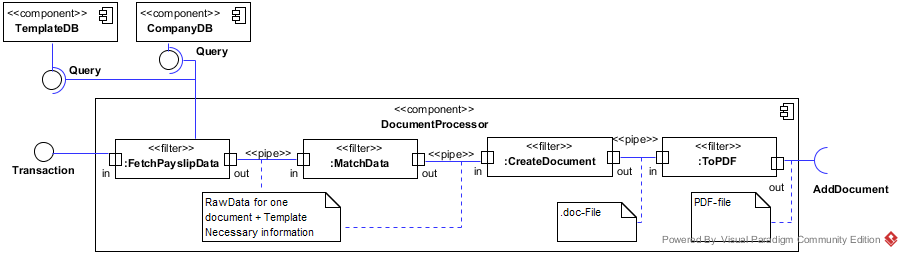 <<component>>
TemplateDB
<<component>>
CompanyDB
Query
Query
<<component>>
DocumentProcessor
<<filter>>
:FetchPayslipData
<<pipe>>
<<filter>>
:MatchData
<<pipe>>
<<filter>>
:CreateDocument
<<pipe>>
<<filter>>
:ToPDF
Transaction
in
out
in
out
in
out
in
out
AddDocument
RawData for one
document + Template
Necessary information
.doc-File
PDF-file
Powered By Visual Paradigm Community Edition